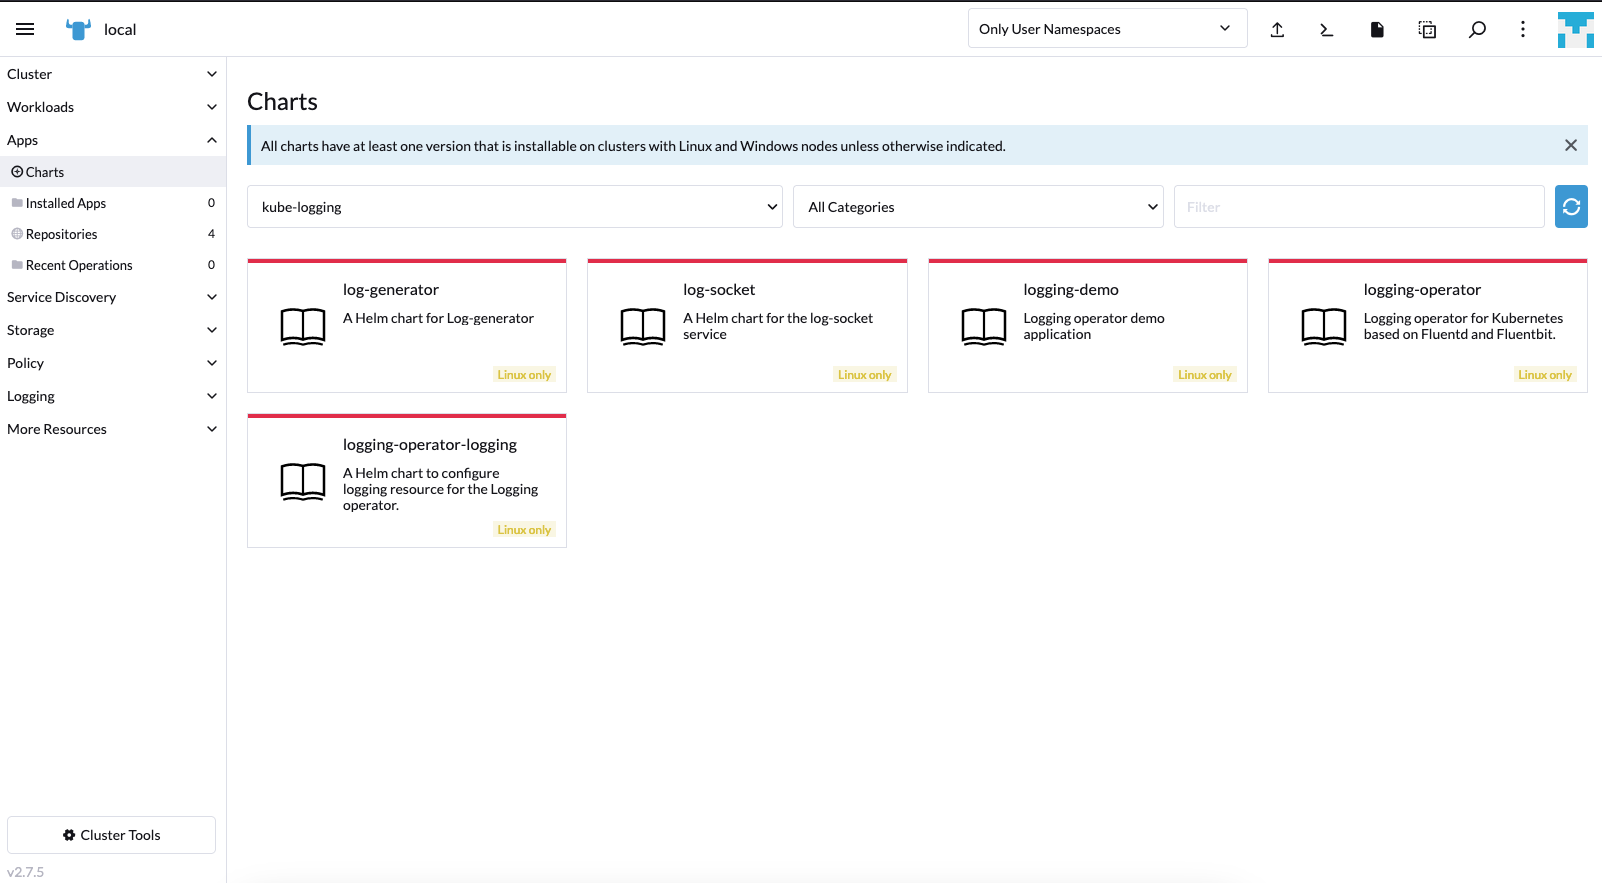 local
Only User Namespaces
Cluster
Workloads
Apps
Charts
Installed Apps 0
Repositories 4
Recent Operations 0
Service Discovery
Storage
Policy
Logging
More Resources
Cluster Tools
v2.7.5
Charts
All charts have at least one version that is installable on clusters with Linux and Windows nodes unless otherwise indicated.
kube-logging
All Categories
Filter
log-generator
A Helm chart for Log-generator
Linux only
log-socket
A Helm chart for the log-socket
service
Linux only
logging-demo
Logging operator demo
application
Linux only
logging-operator
Logging operator for Kubernetes
based on Fluentd and Fluentbit.
Linux only
logging-operator-logging
A Helm chart to configure
logging resource for the Logging
operator.
Linux only